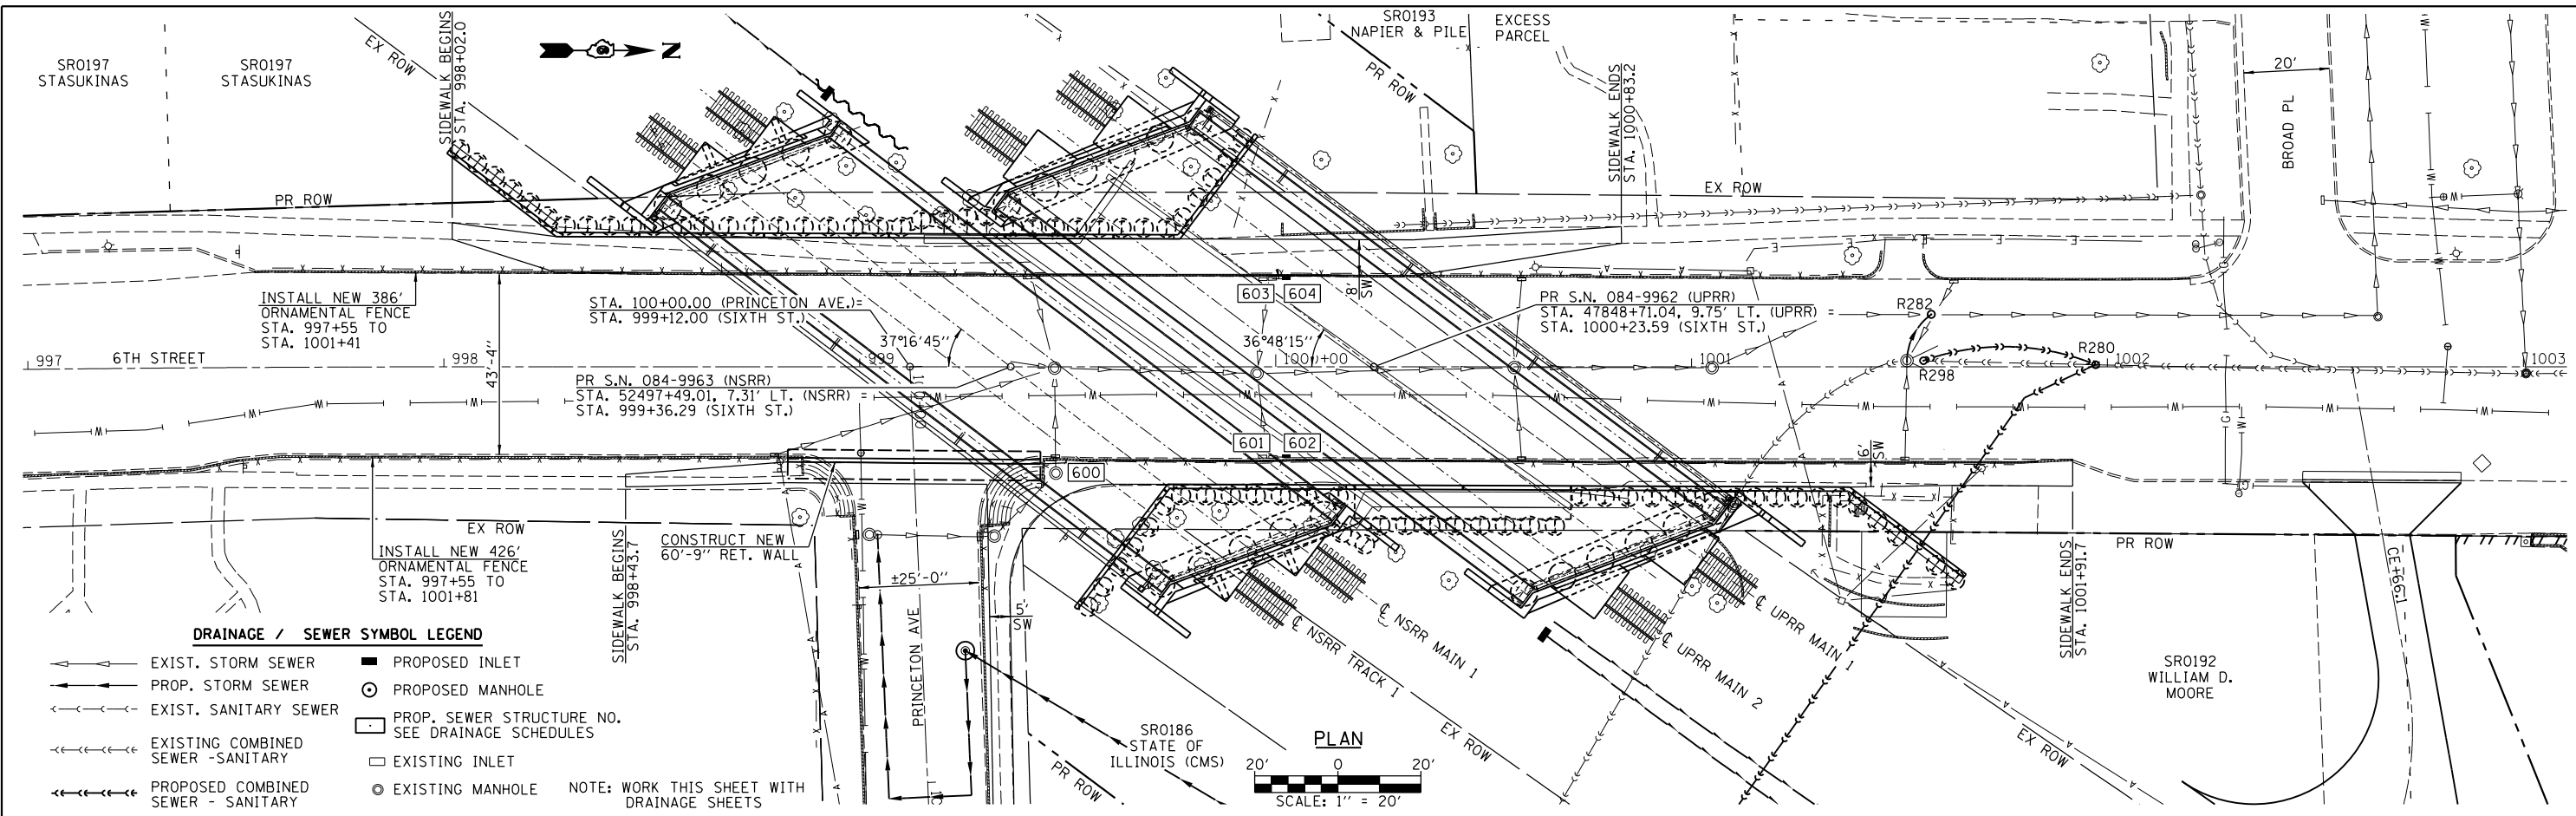 SR0197
STASUKINAS
SR0197
STASUKINAS
EX ROW
SIDEWALK BEGINS
STA. 998+02.0
N
SR0193
NAPIER & PILE
EXCESS
PARCEL
PR ROW
SIDEWALK ENDS
STA. 1000+83.2
20'
BROAD PL
PR ROW
EX ROW
INSTALL NEW 386'
ORNAMENTAL FENCE
STA. 997+55 TO
STA. 1001+41
STA. 100+00.00 (PRINCETON AVE.)=
STA. 999+12.00 (SIXTH ST.)
603
604
8'
SW
PR S.N. 084-9962 (UPRR)
STA. 47848+71.04, 9.75' LT. (UPRR) =
STA. 1000+23.59 (SIXTH ST.)
R282
37°16'45''
36°48'15''
997
6TH STREET
998
999
1000+00
1001
R280
1002
1003
R298
43'-4''
PR S.N. 084-9963 (NSRR)
STA. 52497+49.01, 7.31' LT. (NSRR) =
STA. 999+36.29 (SIXTH ST.)
601
602
600
6'
SW
EX ROW
INSTALL NEW 426'
ORNAMENTAL FENCE
STA. 997+55 TO
STA. 1001+81
SIDEWALK BEGINS
STA. 998+43.7
CONSTRUCT NEW
60'-9'' RET. WALL
±25'-0''
5'
SW
PRINCETON AVE
℄ NSRR TRACK 1
℄ NSRR MAIN 1
℄ UPRR MAIN 2
℄ UPRR MAIN 1
SIDEWALK ENDS
STA. 1001+91.7
PR ROW
CE +66.1
SR0192
WILLIAM D.
MOORE
EX ROW
EX ROW
PR ROW
SR0186
STATE OF
ILLINOIS (CMS)
DRAINAGE / SEWER SYMBOL LEGEND
EXIST. STORM SEWER
PROP. STORM SEWER
EXIST. SANITARY SEWER
EXISTING COMBINED
SEWER -SANITARY
PROPOSED COMBINED
SEWER - SANITARY
PROPOSED INLET
PROPOSED MANHOLE
PROP. SEWER STRUCTURE NO.
SEE DRAINAGE SCHEDULES
EXISTING INLET
EXISTING MANHOLE
NOTE: WORK THIS SHEET WITH
DRAINAGE SHEETS
PLAN
20' 0 20'
SCALE: 1'' = 20'